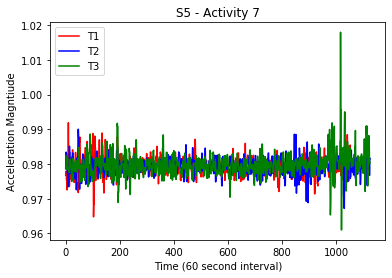 S5 - Activity 7
T1
T2
T3
1.02
1.01
1.00
0.99
0.98
0.97
0.96
Acceleration Magntiude
0
200
400
600
800
1000
Time (60 second interval)